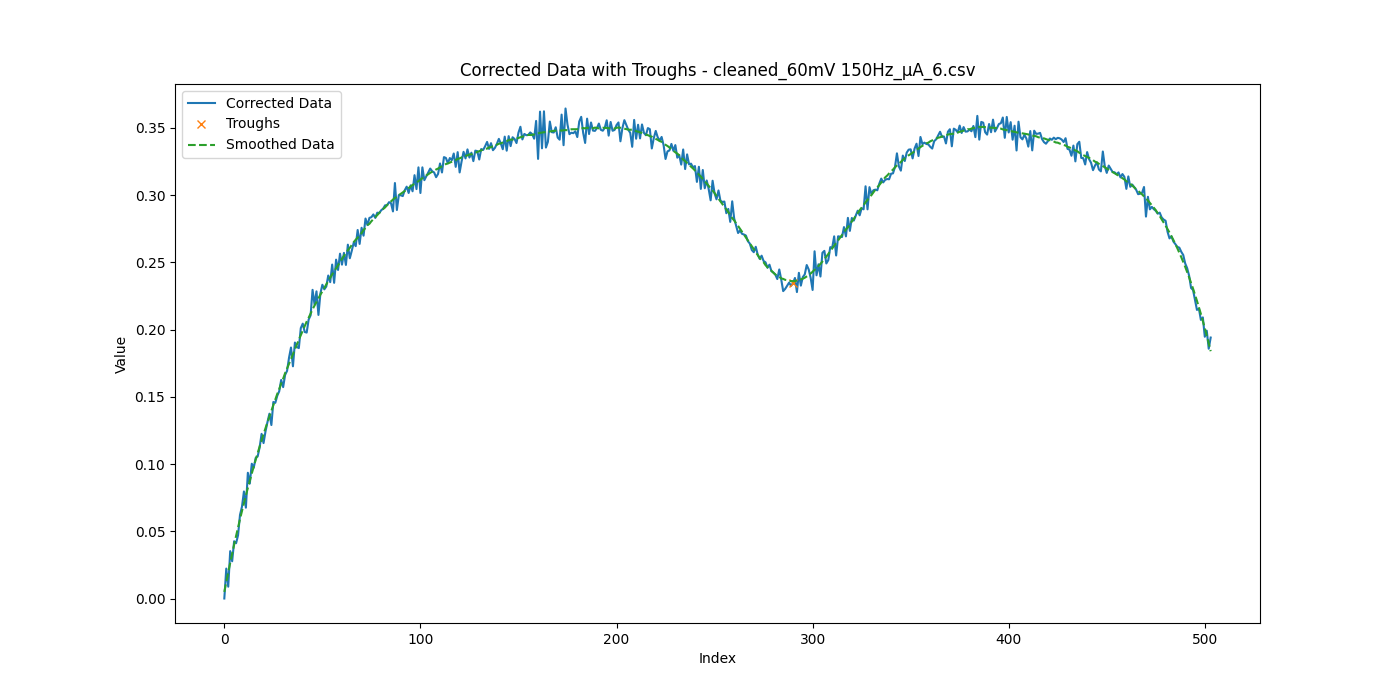 Corrected Data with Troughs - cleaned_60mV 150Hz_µA_6.csv
Corrected Data
Troughs
Smoothed Data
Value
0.35
0.30
0.25
0.20
0.15
0.10
0.05
0.00
0
100
200
300
400
500
Index